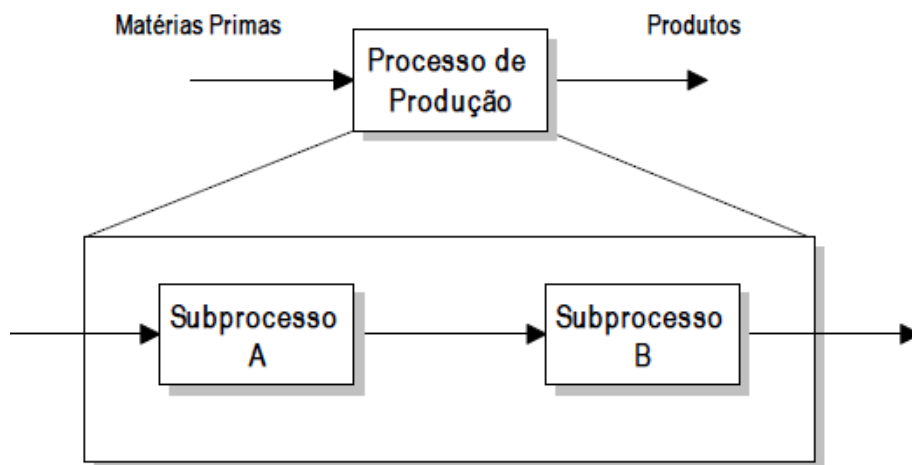 Matérias Primas
Produtos
Processo de
Produção
Subprocesso
A
Subprocesso
B